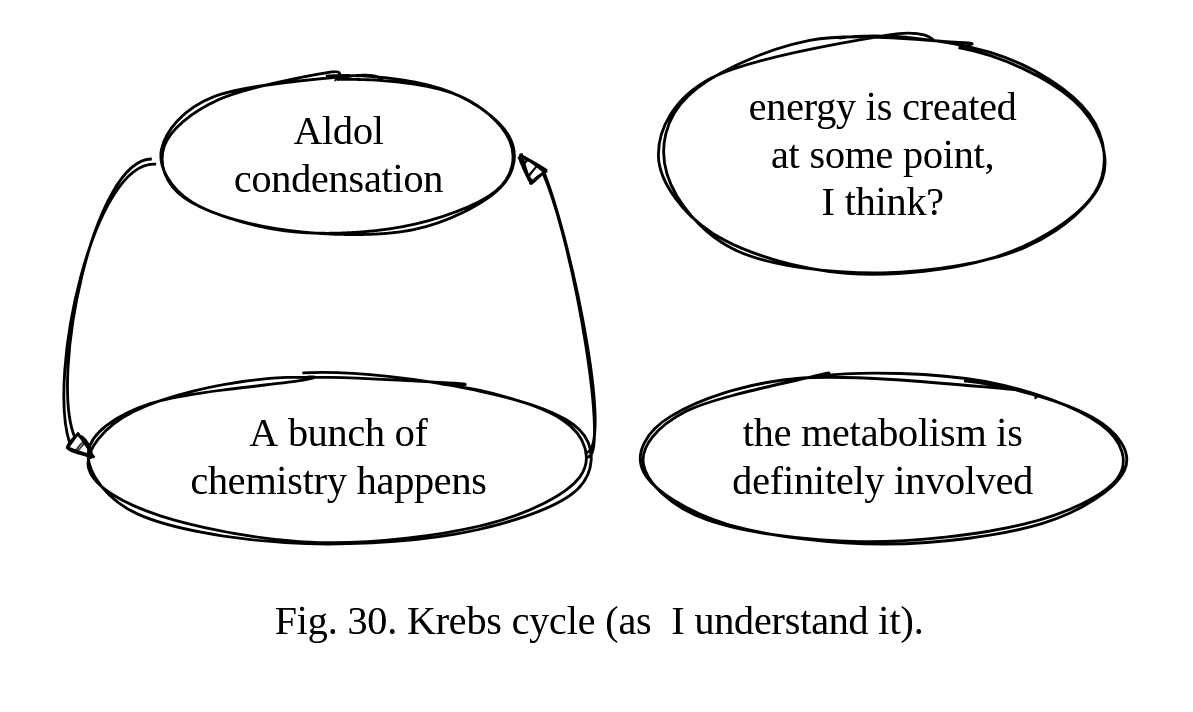 Aldol
condensation
energy is created
at some point,
I think?
A bunch of
chemistry happens
the metabolism is
definitely involved
Fig. 30. Krebs cycle (as  I understand it).